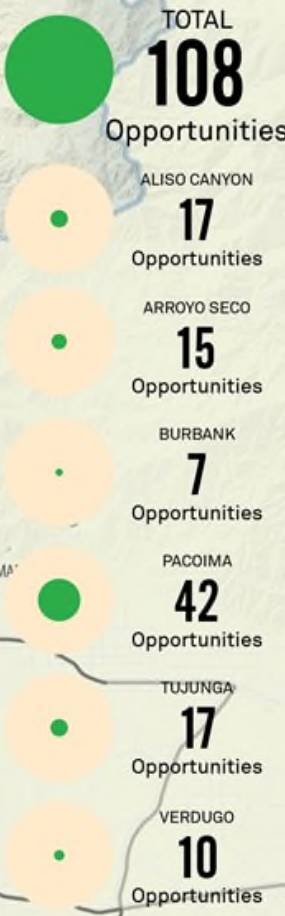 TOTAL
108
Opportunities
ALISO CANYON
17
Opportunities
ARROYO SECO
15
Opportunities
BURBANK
7
Opportunities
PACOIMA
42
Opportunities
TUJUNGA
17
Opportunities
VERDUGO
10
Opportunities